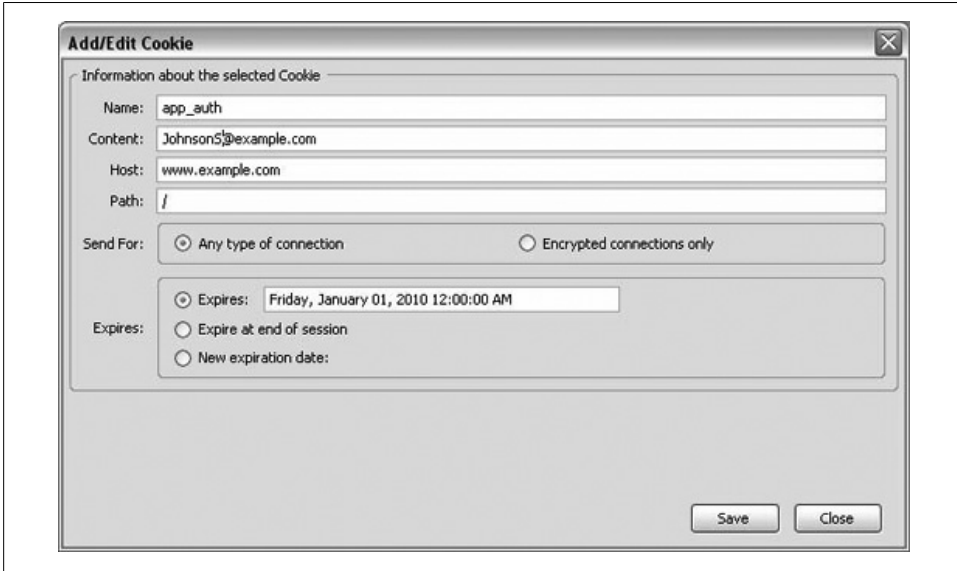 Add/Edit Cookie
Information about the selected Cookie
Name: app_auth
Content: JohnsonS@example.com
Host: www.example.com
Path: /
Send For: Any type of connection Encrypted connections only
Expires: Friday, January 01, 2010 12:00:00 AM
Expires: Expire at end of session
New expiration date:
Save Close